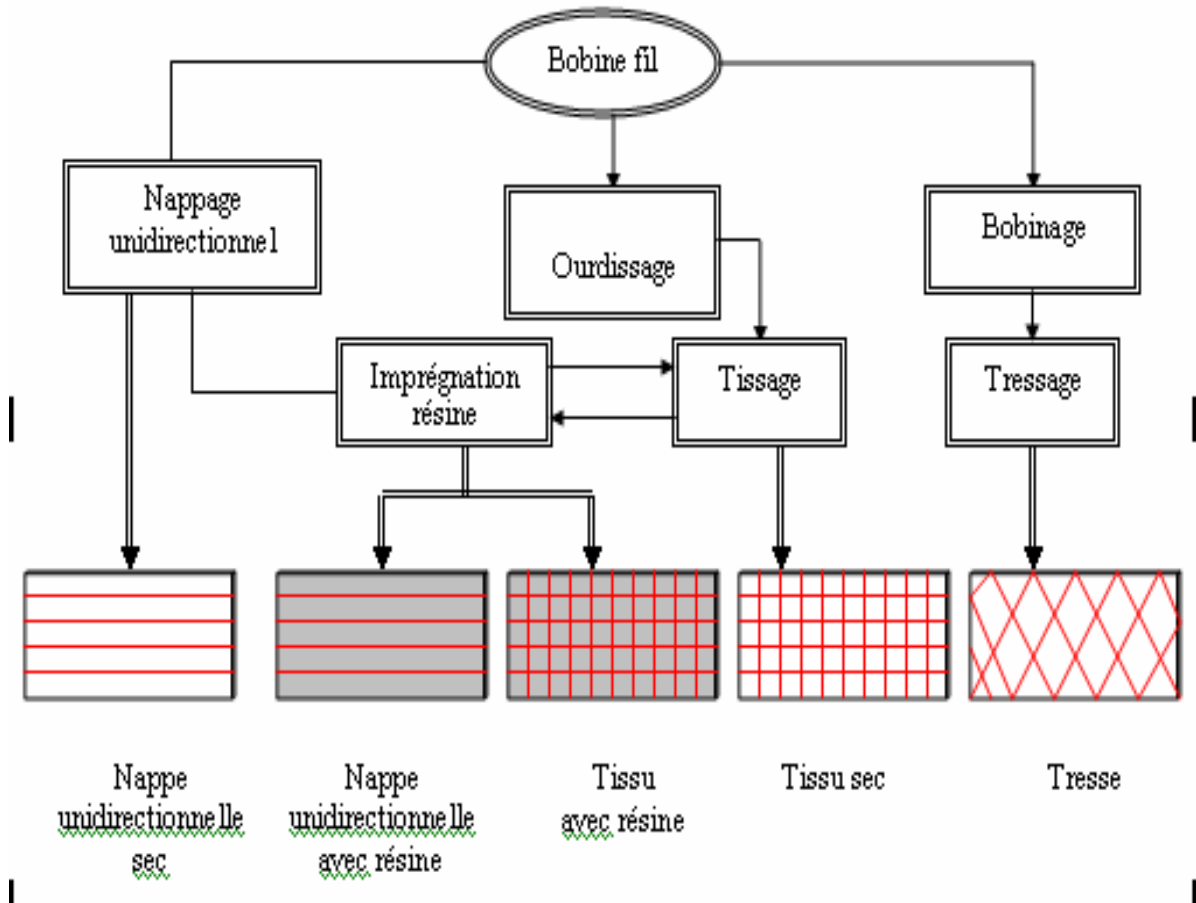 Bobine fil
Nappage
unidirectionnel
Ourdissage
Bobinage
Imprégnation
résine
Tissage
Tressage
Nappe
unidirectionnelle
sec
Nappe
unidirectionnelle
avec résine
Tissu
avec résine
Tissu sec
Tresse